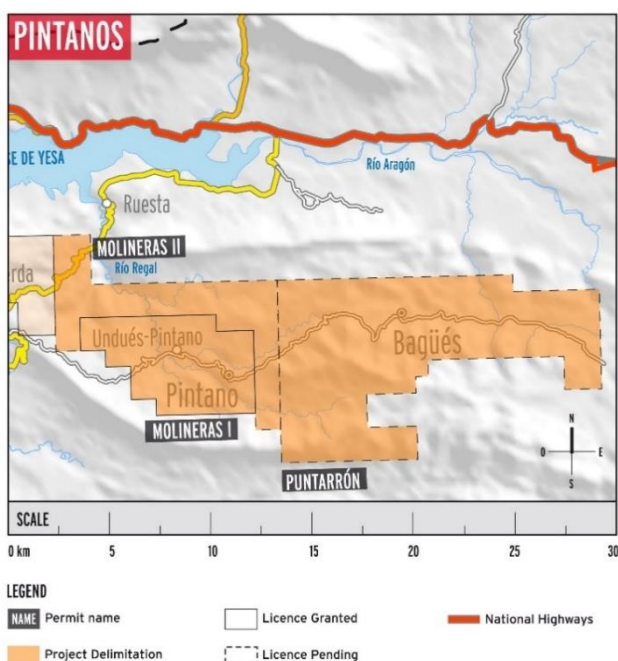 PINTANOS
SE DE YESA
Río Aragón
Ruesta
MOLINERAS II
Río Regal
rda
Undués-Pintano
Bagüés
Pintano
MOLINERAS I
PUNTARRÓN
N
O
E
S
SCALE
0 km 5 10 15 20 25 30
LEGEND
NAME Permit name
Licence Granted
National Highways
Project Delimitation
Licence Pending